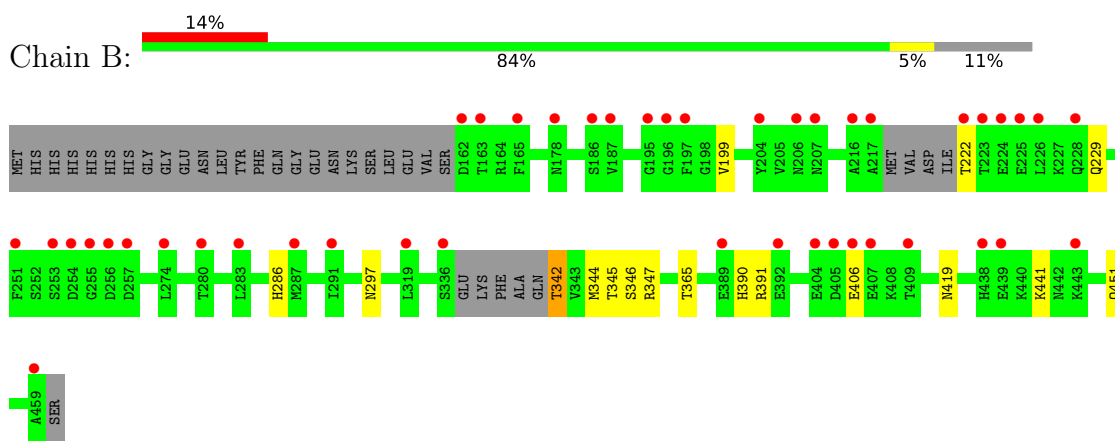 14%
Chain B:
84% 5% 11%
MET HIS HIS HIS HIS HIS HIS GLY GLY GLU ASN LEU TYR PHE GLN GLY GLU ASN LYS SER LEU GLU VAL SER D162 T163 R164 F165 N178 S186 V187 G195 G196 F197 G198 V199 Y204 V205 N206 N207 A216 A217 MET VAL ASP ILE T222 T223 E224 E225 L226 K227 Q228 Q229
F251 S252 S253 D254 G255 D256 D257 L274 T280 L283 H286 M287 I291 N297 L319 S336 GLU LYS PHE ALA GLN T342 V343 M344 T345 S346 R347 T365 E389 H390 R391 E392 E404 D405 E406 E407 K408 T409 N419 H438 E439 K440 K441 N442 K443
A459 SER